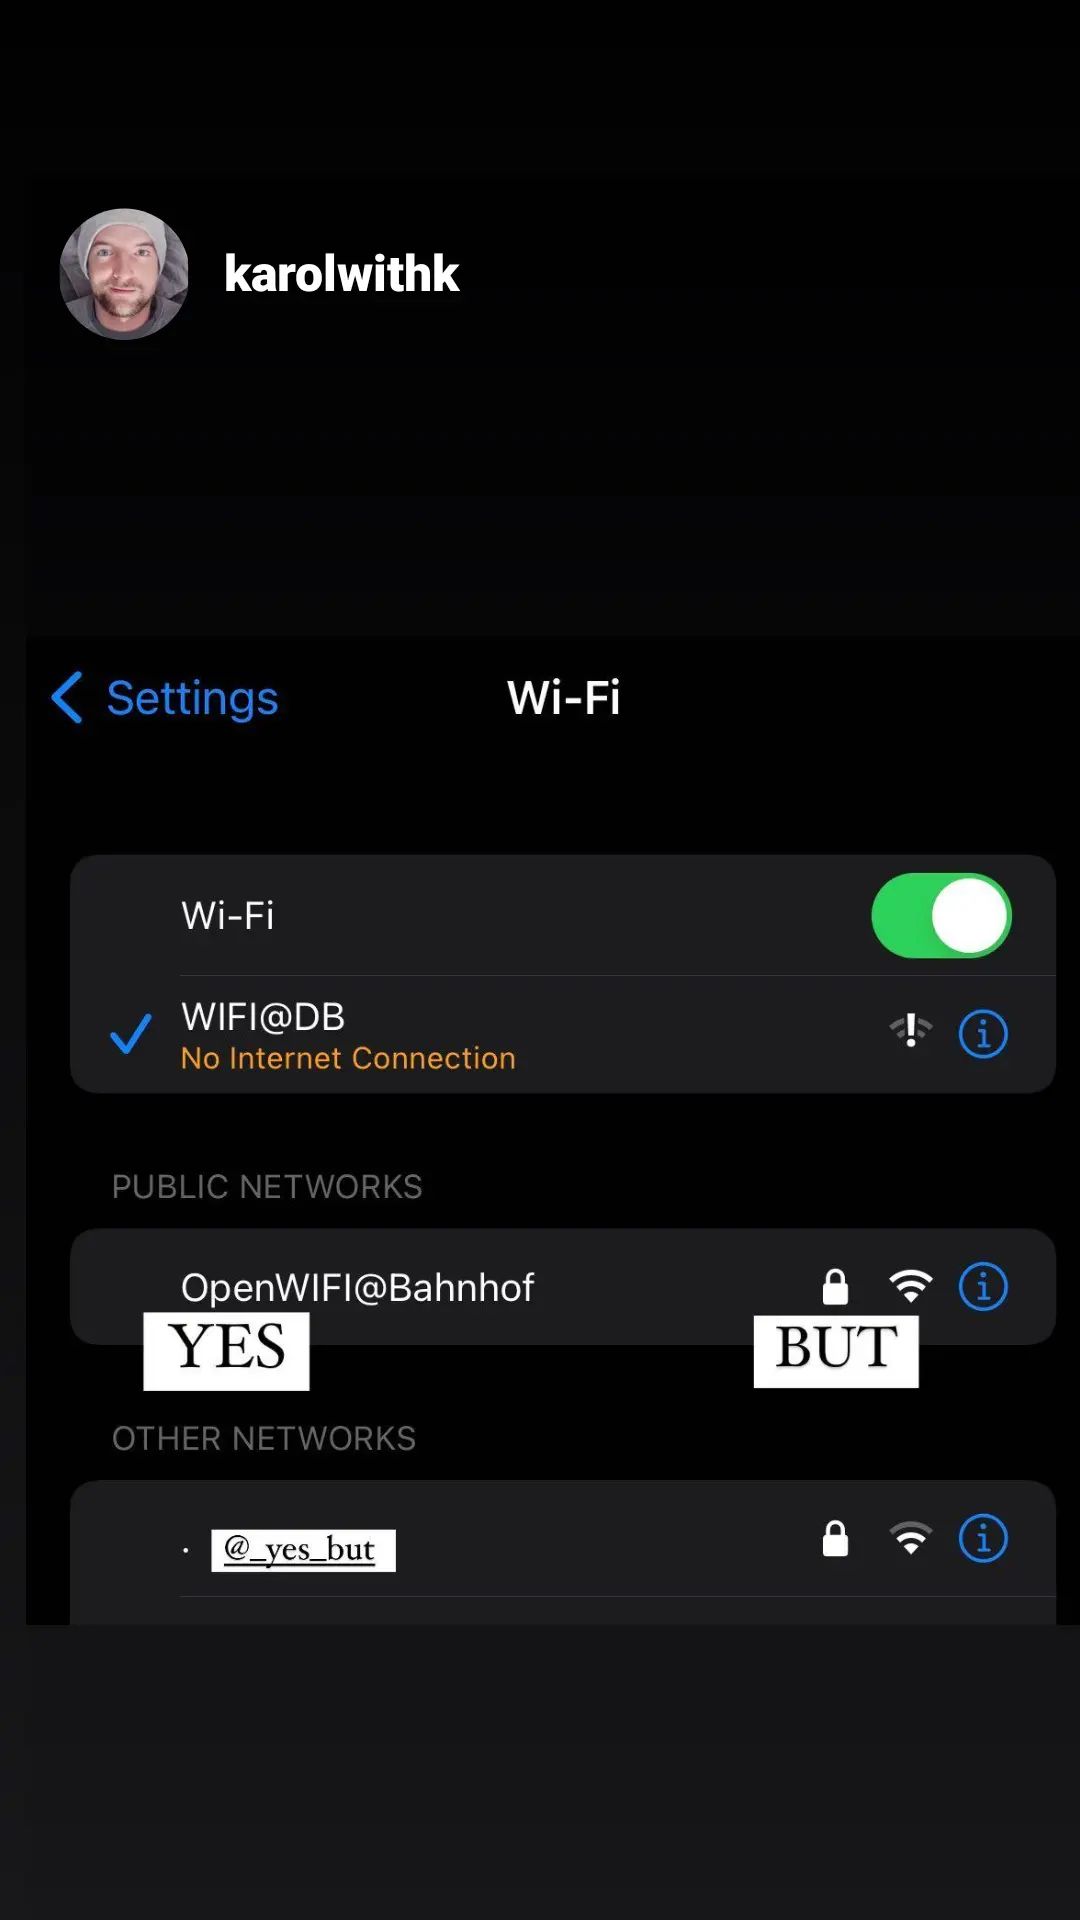 karolwithk
Settings
Wi-Fi
Wi-Fi
WIFI@DB
No Internet Connection
PUBLIC NETWORKS
OpenWIFI@Bahnhof
YES
BUT
OTHER NETWORKS
@_yes_but